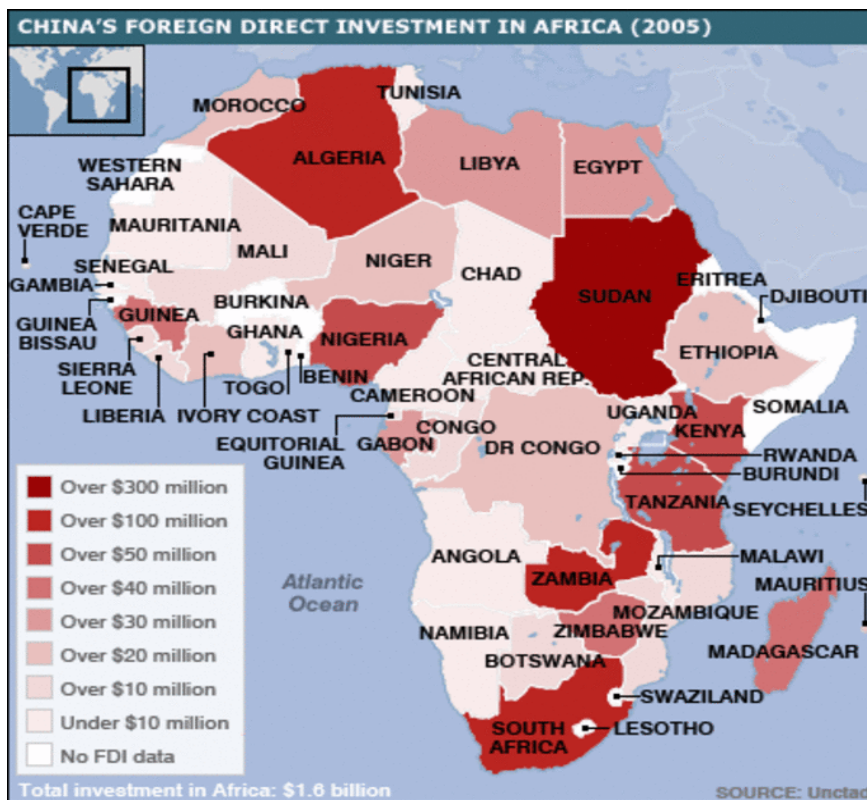 CHINA'S FOREIGN DIRECT INVESTMENT IN AFRICA (2005)
TUNISIA
MOROCCO
ALGERIA
LIBYA
EGYPT
WESTERN
SAHARA
CAPE
VERDE
MAURITANIA
MALI
NIGER
CHAD
SUDAN
ERITREA
SENEGAL
GAMBIA
DJIBOUTI
BURKINA
GUINEA
GUINEA
BISSAU
GHANA
NIGERIA
ETHIOPIA
SIERRA
LEONE
CENTRAL
AFRICAN REP.
TOGO
BENIN
CAMEROON
UGANDA
SOMALIA
LIBERIA
IVORY COAST
CONGO
KENYA
EQUITORIAL
GUINEA
GABON
DR CONGO
RWANDA
BURUNDI
TANZANIA
SEYCHELLES
Over $300 million
Over $100 million
Over $50 million
Over $40 million
Over $30 million
Over $20 million
Over $10 million
Under $10 million
No FDI data
ANGOLA
MALAWI
Atlantic
Ocean
ZAMBIA
MAURITIUS
MOZAMBIQUE
NAMIBIA
ZIMBABWE
MADAGASCAR
BOTSWANA
SWAZILAND
SOUTH
AFRICA
LESOTHO
Total investment in Africa: $1.6 billion
SOURCE: Unctad